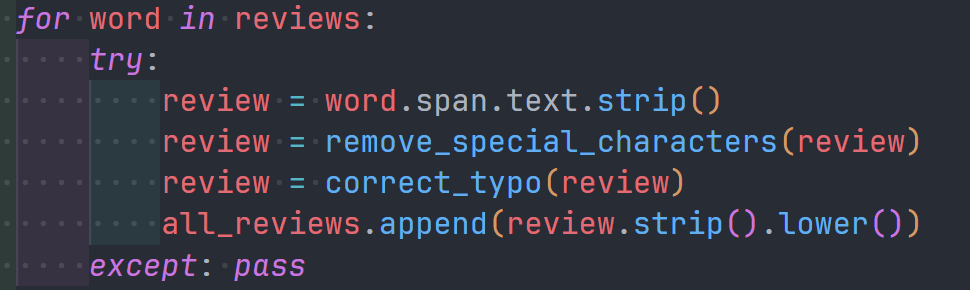 for word in reviews:
    try:
        review = word.span.text.strip()
        review = remove_special_characters(review)
        review = correct_typo(review)
        all_reviews.append(review.strip().lower())
    except: pass